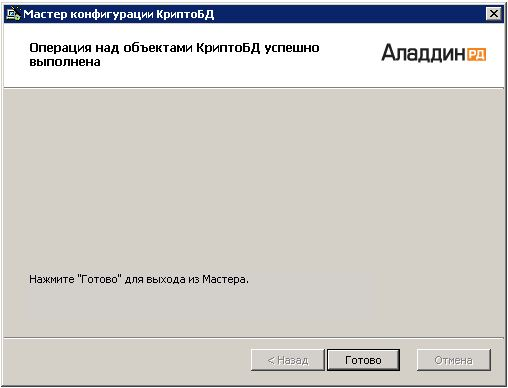 Мастер конфигурации КриптоБД
Операция над объектами КриптоБД успешно
выполнена
Аладдин РД
Нажмите "Готово" для выхода из Мастера.
< Назад
Готово
Отмена